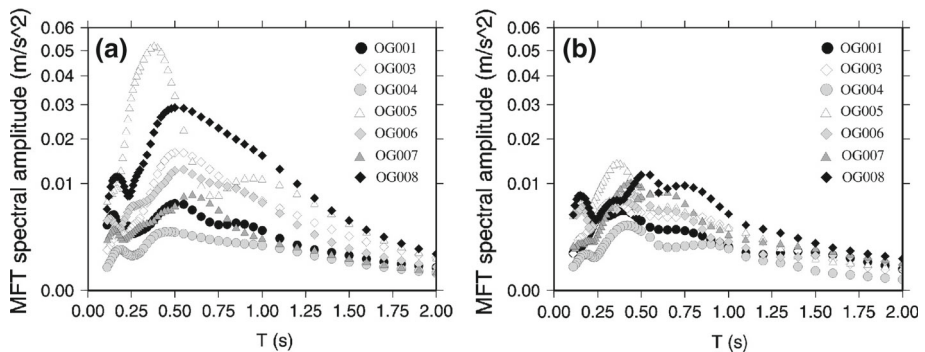 (a)
MFT spectral amplitude (m/s^2)
0.06
0.05
0.04
0.03
0.02
0.01
0.00
OG001
OG003
OG004
OG005
OG006
OG007
OG008
0.00 0.25 0.50 0.75 1.00 1.25 1.50 1.75 2.00
T (s)
(b)
MFT spectral amplitude (m/s^2)
0.06
0.05
0.04
0.03
0.02
0.01
0.00
OG001
OG003
OG004
OG005
OG006
OG007
OG008
0.00 0.25 0.50 0.75 1.00 1.25 1.50 1.75 2.00
T (s)